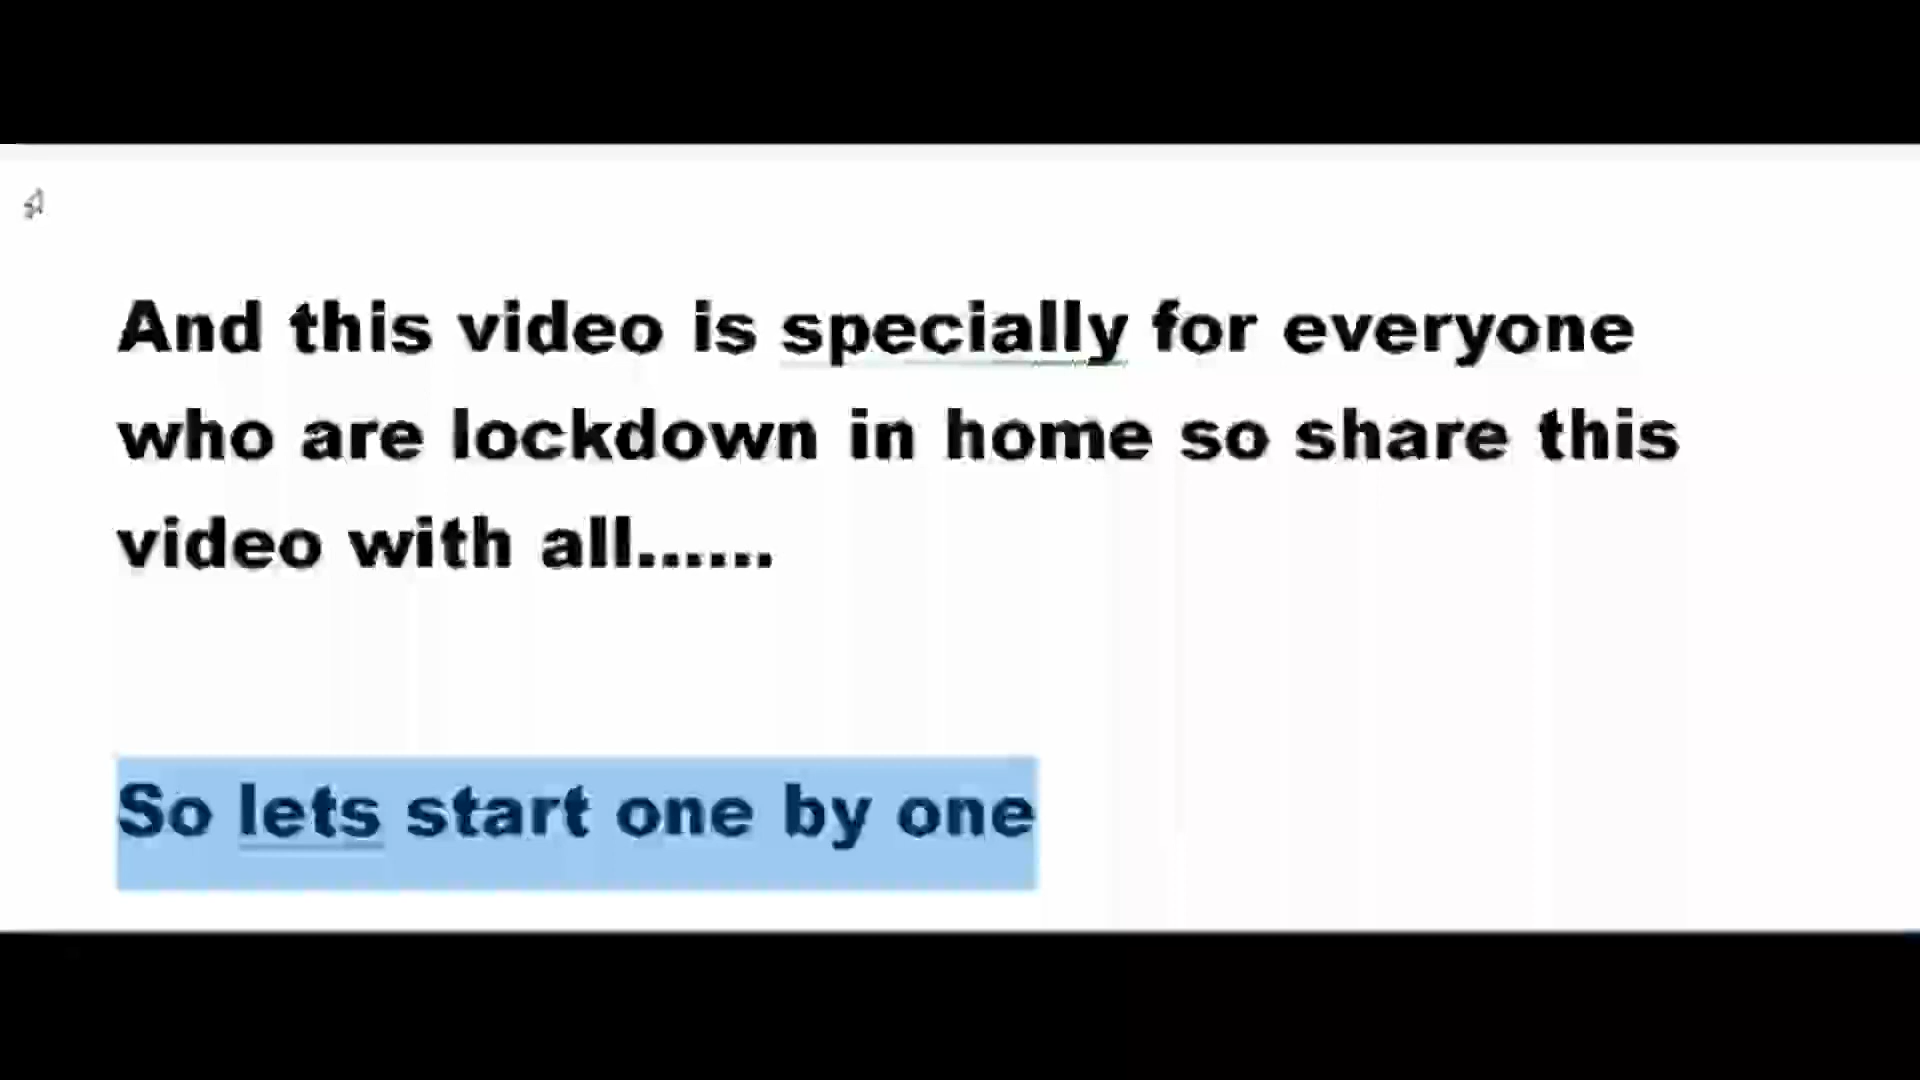 And this video is specially for everyone
who are lockdown in home so share this
video with all......
So lets start one by one